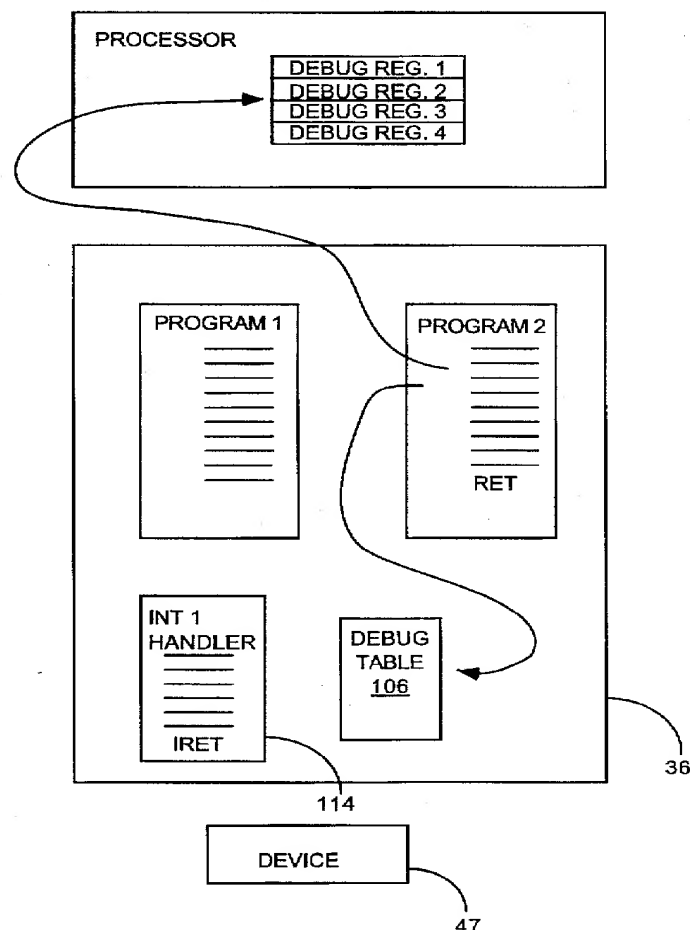 PROCESSOR
DEBUG REG. 1
DEBUG REG. 2
DEBUG REG. 3
DEBUG REG. 4
PROGRAM 1
PROGRAM 2
RET
INT 1
HANDLER
IRET
DEBUG
TABLE
106
36
114
DEVICE
47